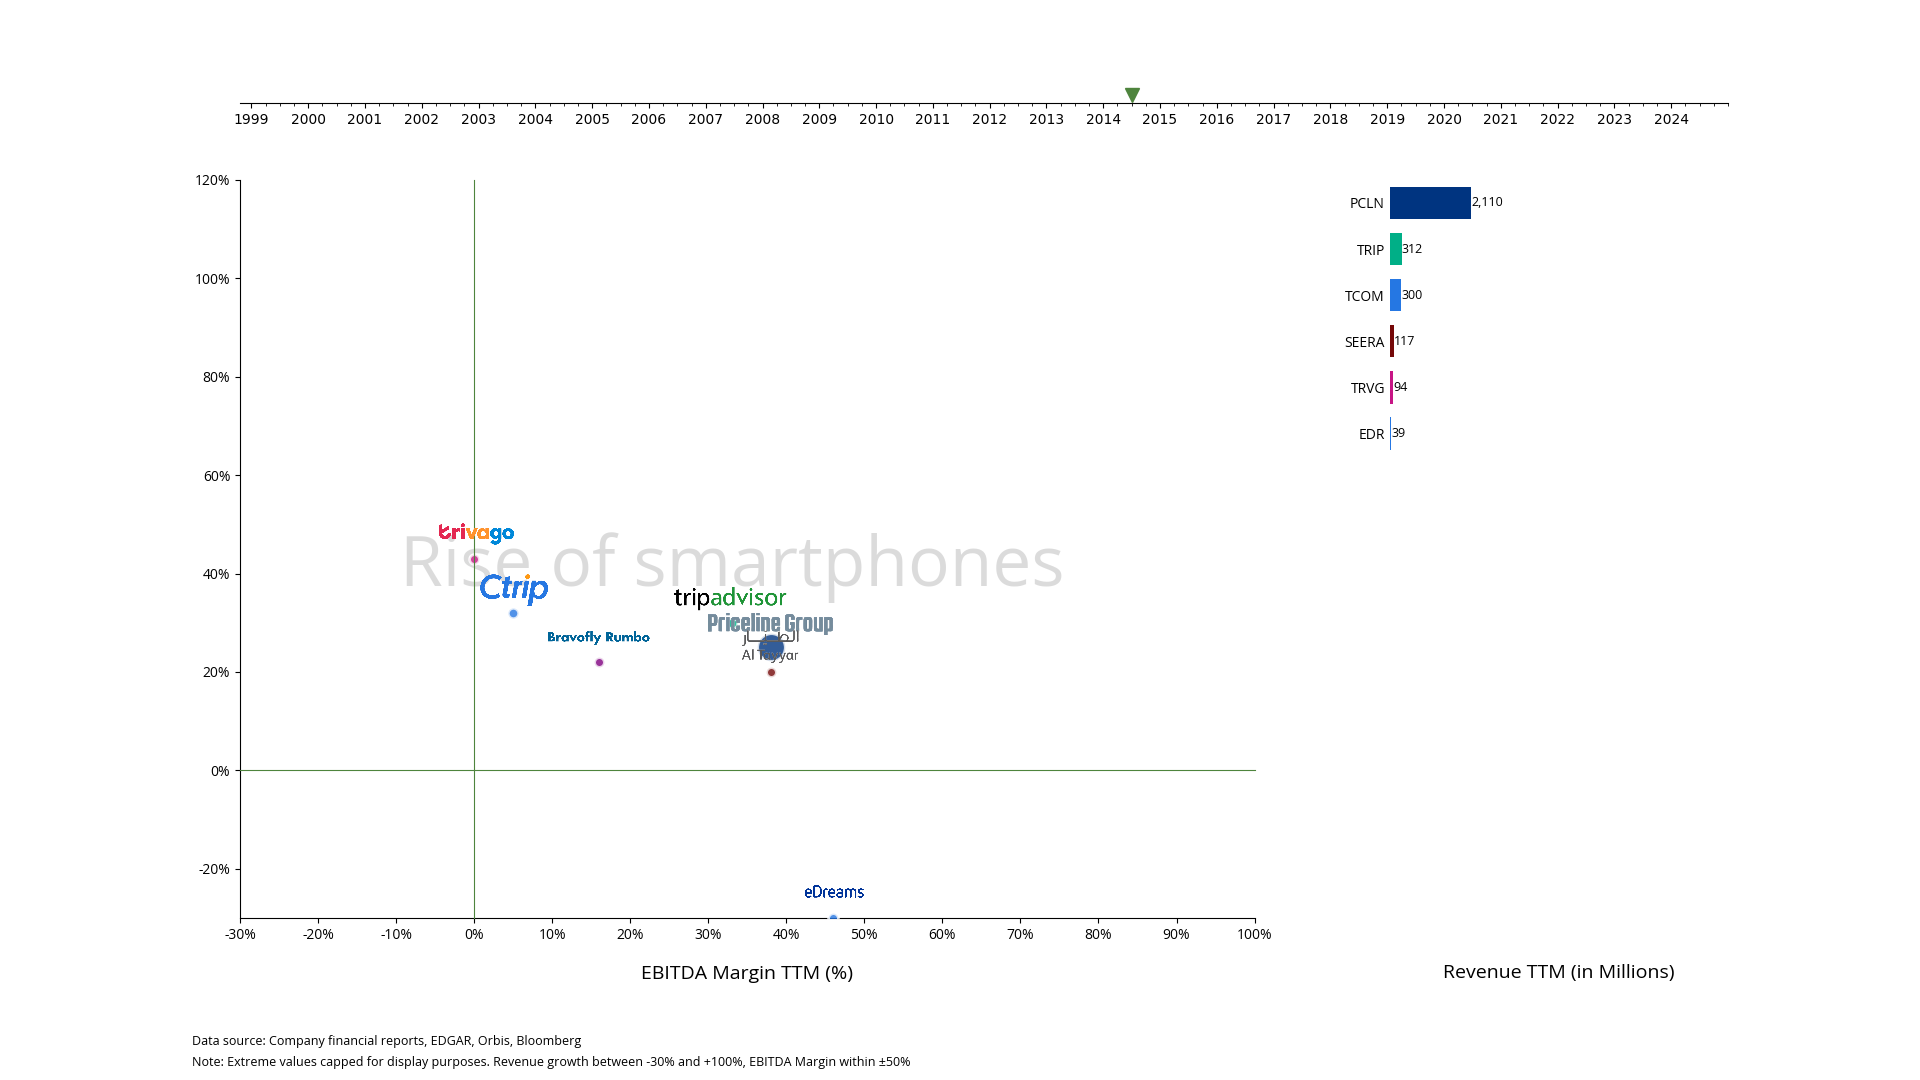 1999 2000 2001 2002 2003 2004 2005 2006 2007 2008 2009 2010 2011 2012 2013 2014 2015 2016 2017 2018 2019 2020 2021 2022 2023 2024
120%
100%
80%
60%
40%
20%
0%
-20%
Rise of smartphones
trivago
Ctrip
Bravofly Rumbo
tripadvisor
Priceline Group
Al Tayyar
eDreams
-30% -20% -10% 0% 10% 20% 30% 40% 50% 60% 70% 80% 90% 100%
EBITDA Margin TTM (%)
PCLN 2,110
TRIP 312
TCOM 300
SEERA 117
TRVG 94
EDR 39
Revenue TTM (in Millions)
Data source: Company financial reports, EDGAR, Orbis, Bloomberg
Note: Extreme values capped for display purposes. Revenue growth between -30% and +100%, EBITDA Margin within ±50%